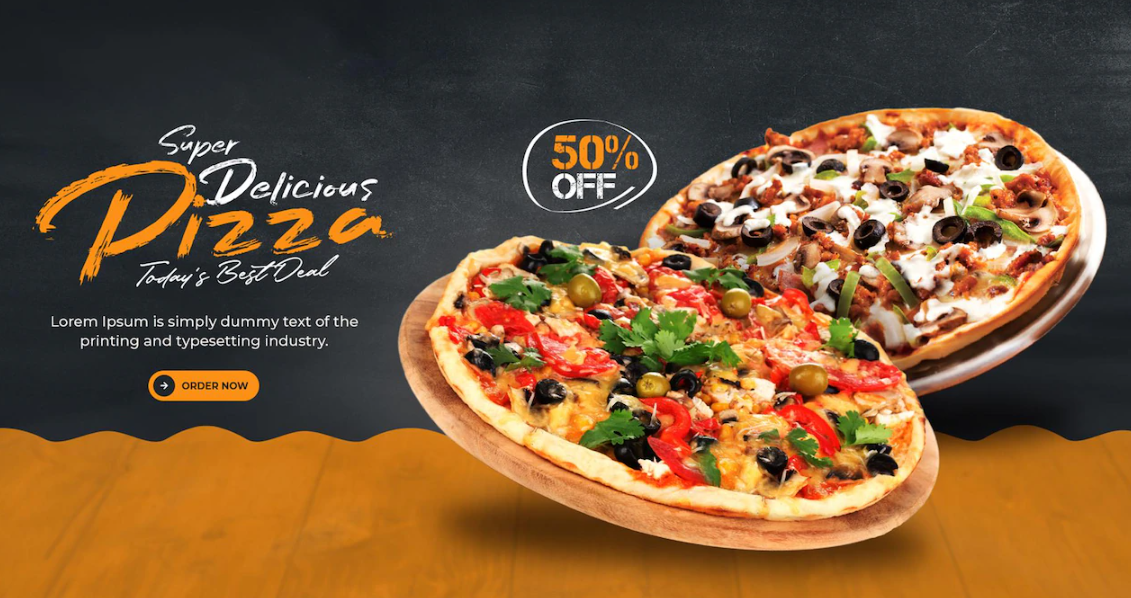 Super
Delicious
Pizza
Today's Best Deal
Lorem Ipsum is simply dummy text of the
printing and typesetting industry.
ORDER NOW
50%
OFF